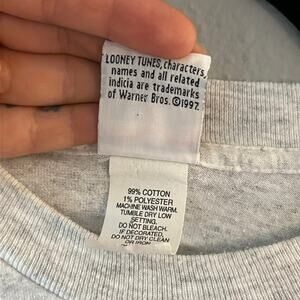 LOONEY TUNES, characters,
names and all related
indicia are trademarks
of Warner Bros. ©1997.
99% COTTON
1% POLYESTER
MACHINE WASH WARM.
TUMBLE DRY LOW
SETTING.
DO NOT BLEACH.
IF DECORATED,
DO NOT DRY CLEAN
OR IRON